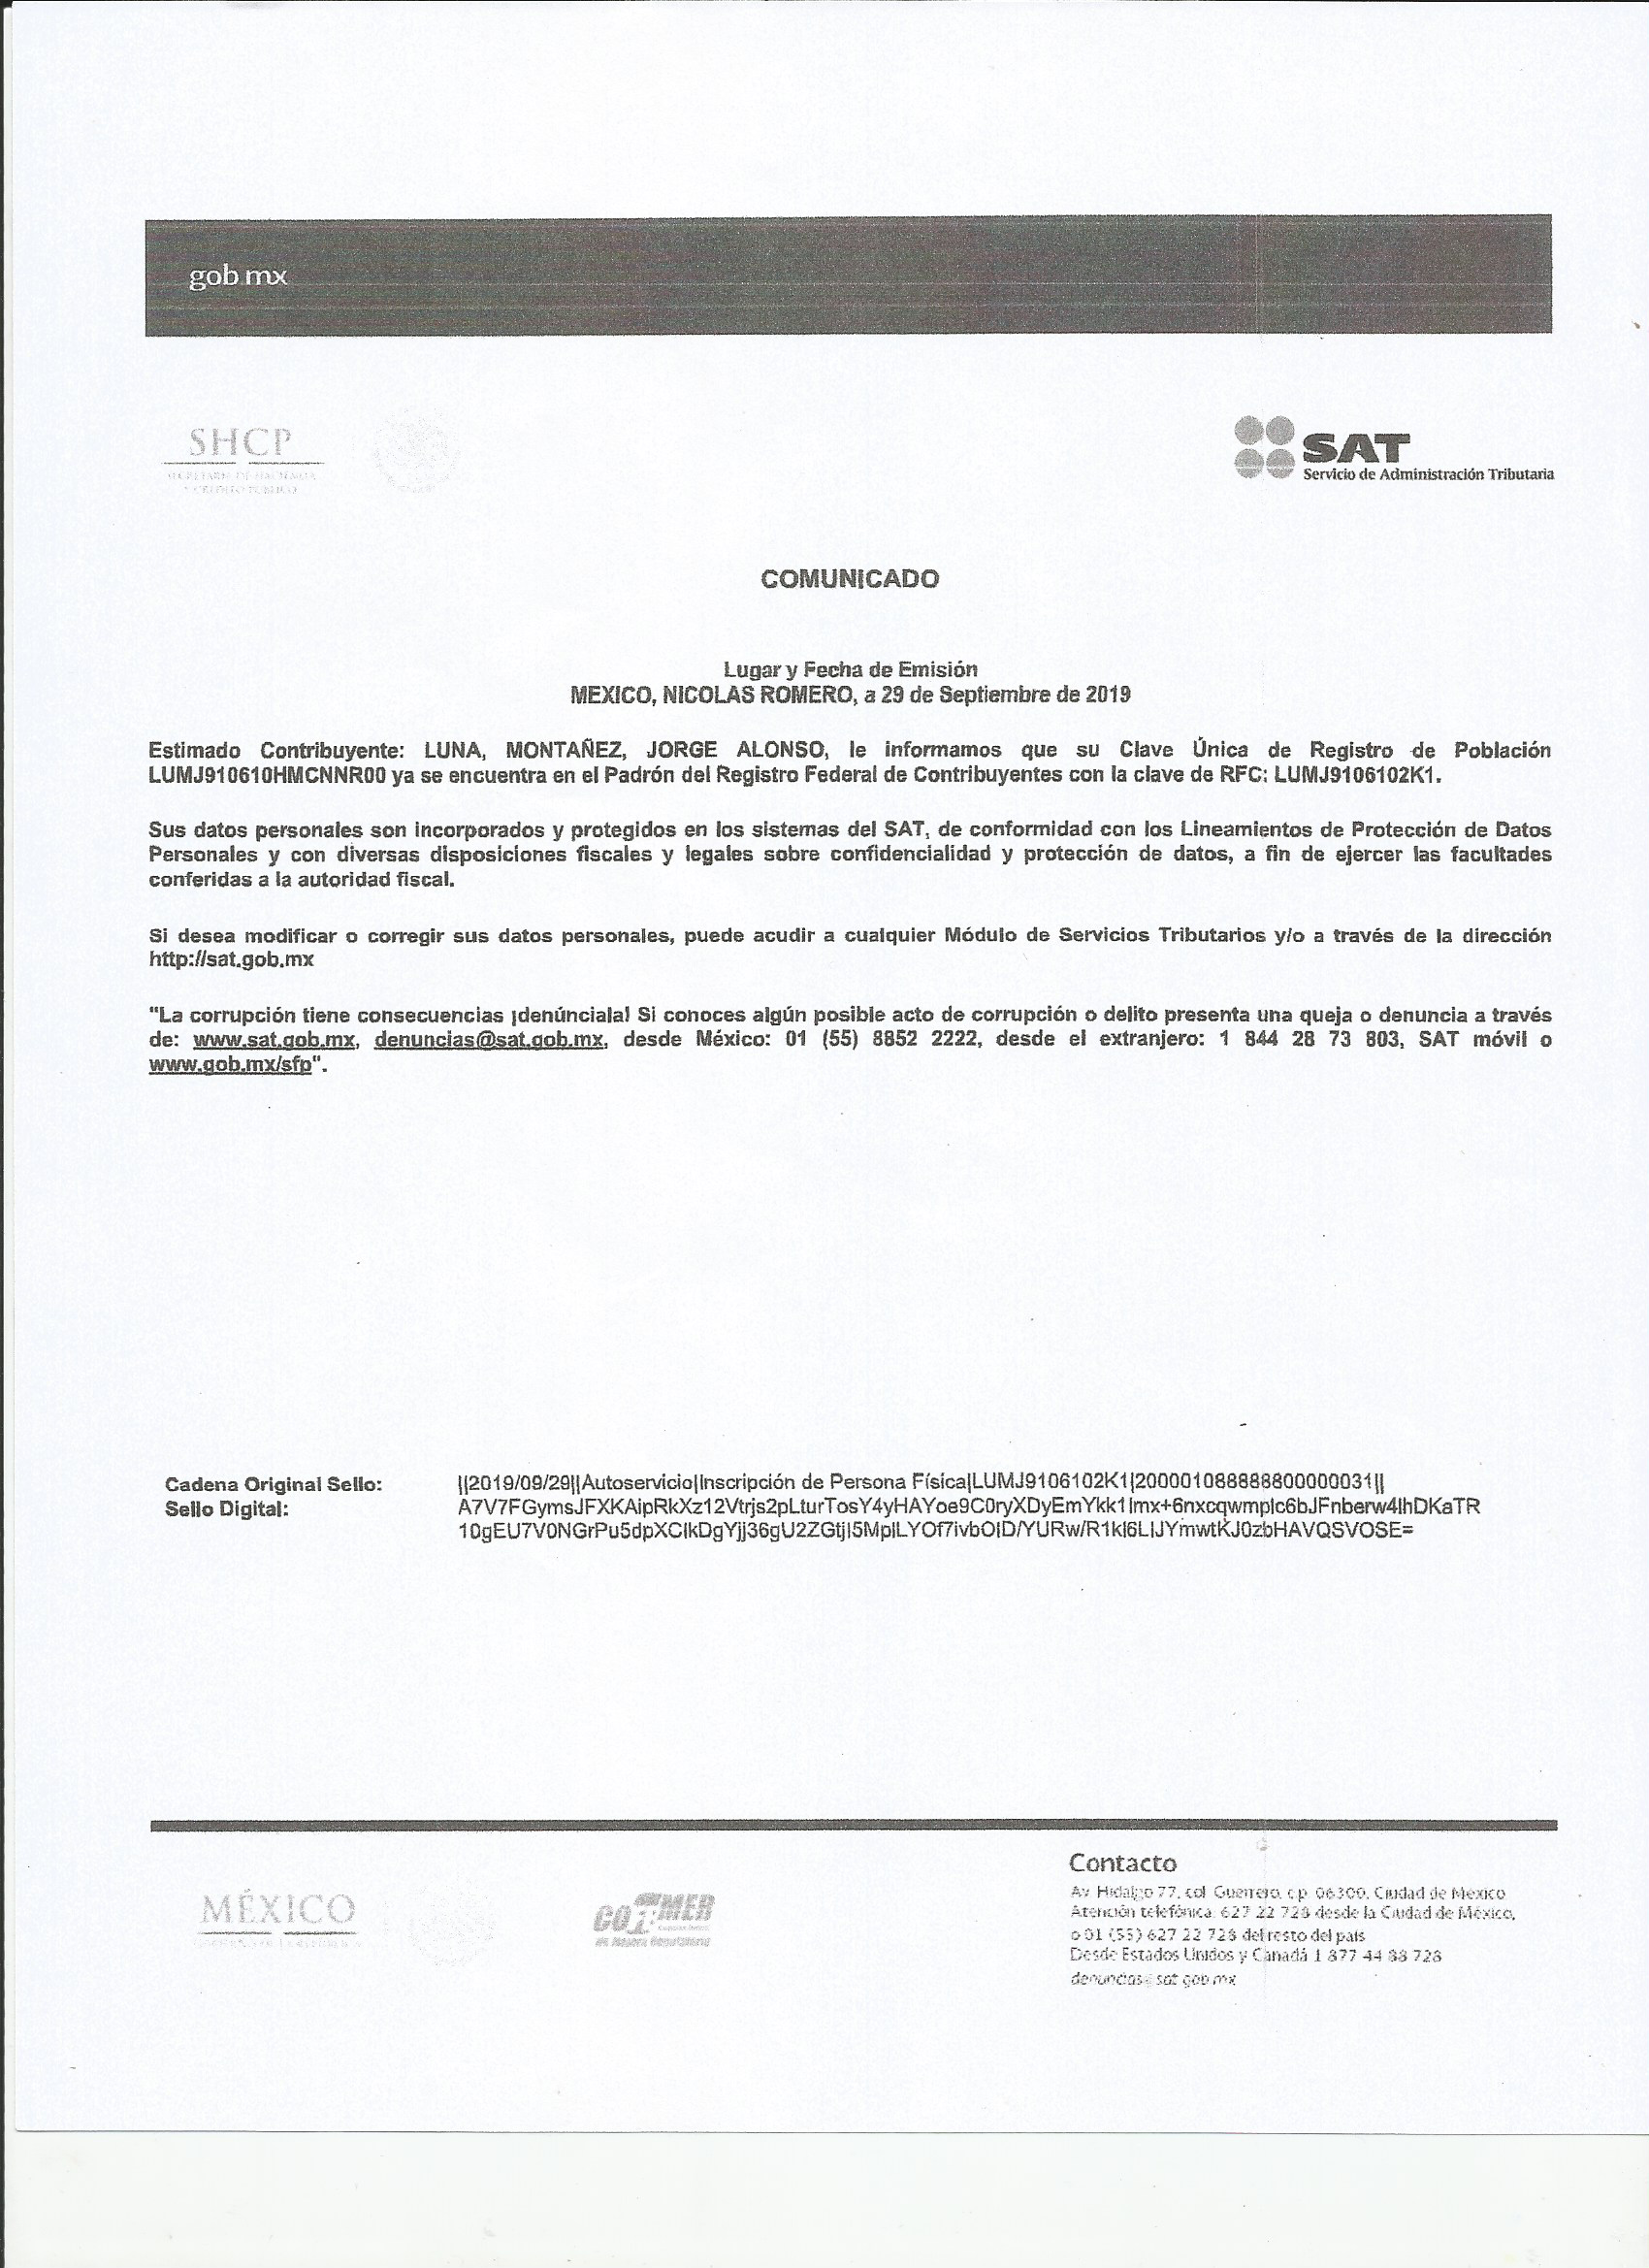 gob mx
SHCP
SAT
Servicio de Administración Tributaria
COMUNICADO
Lugar y Fecha de Emisión
MEXICO, NICOLAS ROMERO, a 29 de Septiembre de 2019
Estimado Contribuyente: LUNA, MONTAÑEZ, JORGE ALONSO, le informamos que su Clave Única de Registro de Población
LUMJ910610HMCNNR00 ya se encuentra en el Padrón del Registro Federal de Contribuyentes con la clave de RFC: LUMJ9106102K1.
Sus datos personales son incorporados y protegidos en los sistemas del SAT, de conformidad con los Lineamientos de Protección de Datos
Personales y con diversas disposiciones fiscales y legales sobre confidencialidad y protección de datos, a fin de ejercer las facultades
conferidas a la autoridad fiscal.
Si desea modificar o corregir sus datos personales, puede acudir a cualquier Módulo de Servicios Tributarios y/o a través de la dirección
http://sat.gob.mx
"La corrupción tiene consecuencias ¡denúnciala! Si conoces algún posible acto de corrupción o delito presenta una queja o denuncia a través
de: www.sat.gob.mx, denuncias@sat.gob.mx, desde México: 01 (55) 8852 2222, desde el extranjero: 1 844 28 73 803, SAT móvil o
www.gob.mx/sfp".
Cadena Original Sello: ||2019/09/29||Autoservicio|Inscripción de Persona Física|LUMJ9106102K1|200001088888800000031||
Sello Digital: A7V7FGymsJFXKAipRkXz12Vtrjs2pLturTosY4yHAYoe9C0ryXDyEmYkk1Imx+6nxcqwmpIc6bJFnberw4IhDKaTR
10gEU7V0NGrPu5dpXCIkDgYjj36gU2ZGtjI5MpILYOf7ivbOID/YURw/R1kI6LIJYmwtKJ0zbHAVQSVOSE=
MÉXICO
Contacto
Av. Hidalgo 77, col. Guerrero, c.p. 06300, Ciudad de México
Atención telefónica: 627 22 728 desde la Ciudad de México,
o 01 (55) 627 22 728 del resto del país
Desde Estados Unidos y Canadá 1 877 44 88 728
denuncias@sat.gob.mx